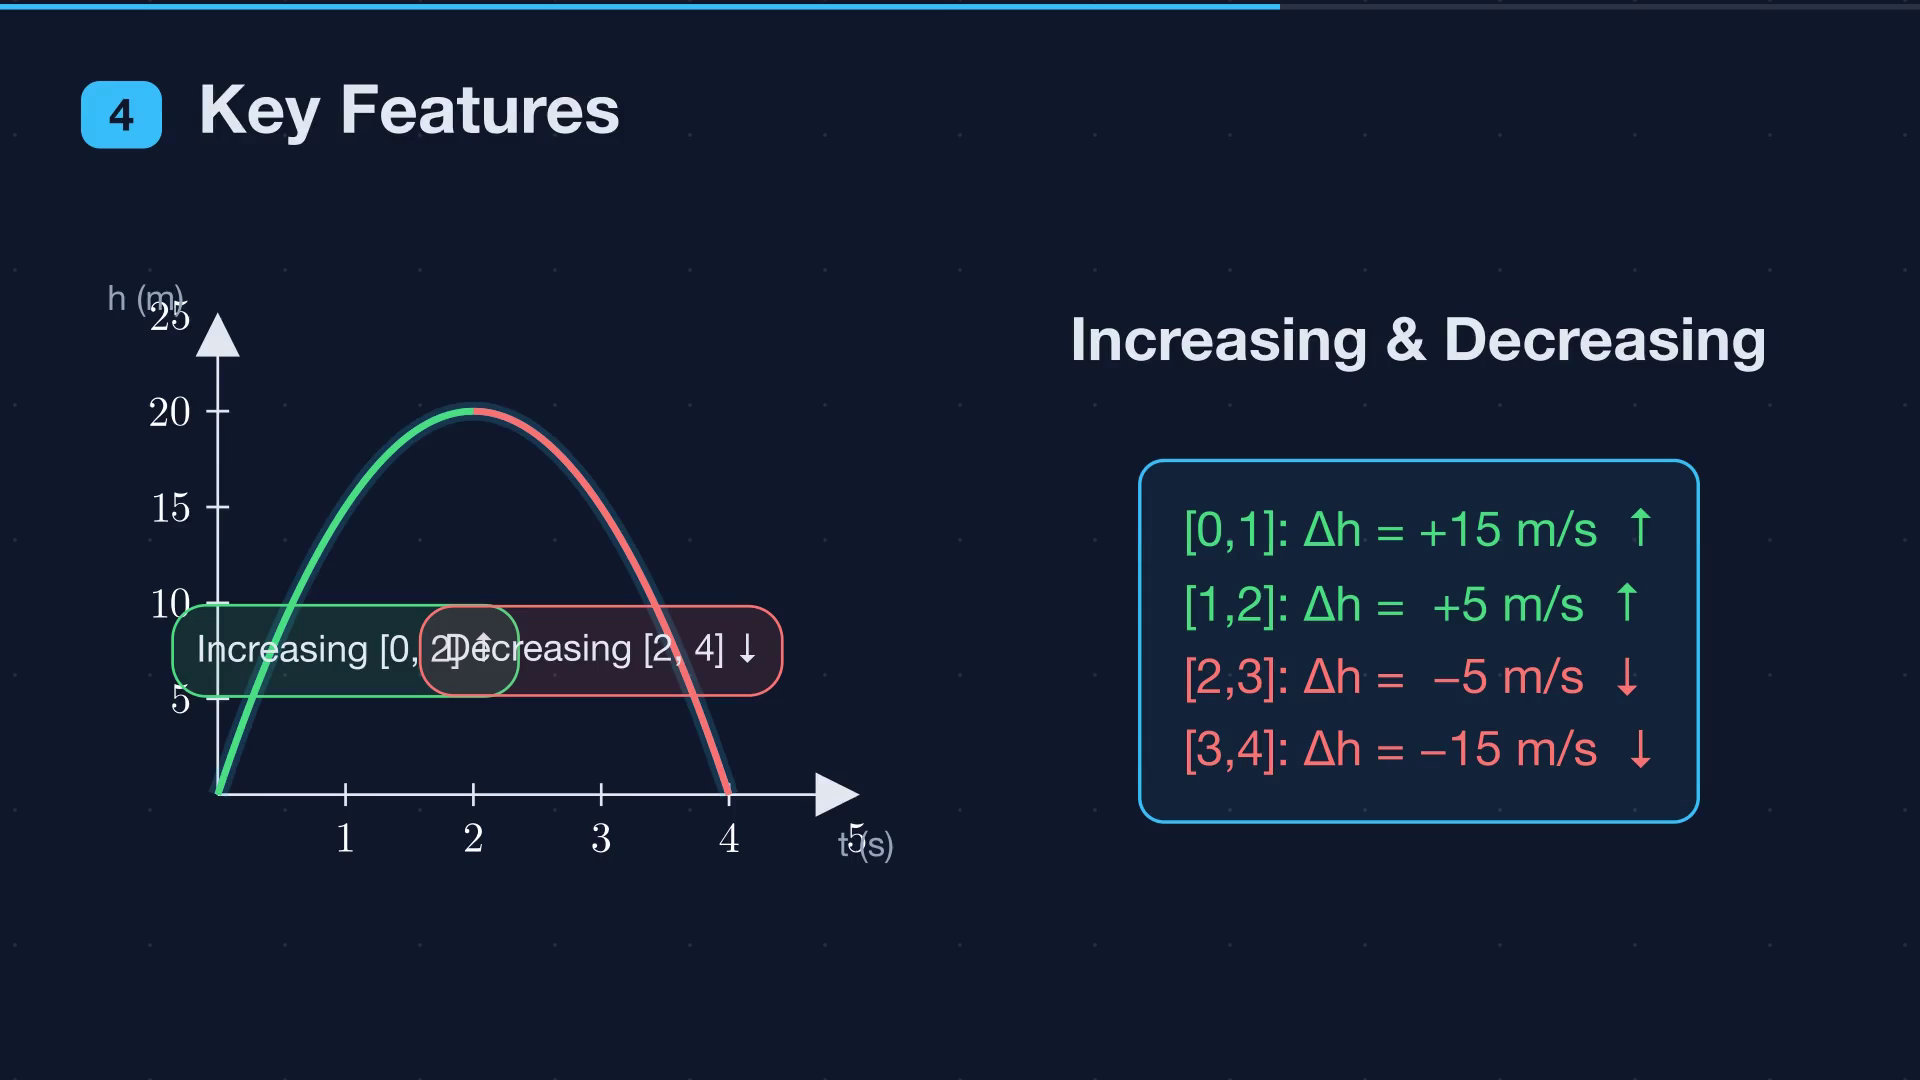 4 Key Features
h (m)
25
20
15
10
5
Increasing [0, 2] ↑
Decreasing [2, 4] ↓
1 2 3 4 5
t (s)
Increasing & Decreasing
[0,1]: Δh = +15 m/s ↑
[1,2]: Δh = +5 m/s ↑
[2,3]: Δh = −5 m/s ↓
[3,4]: Δh = −15 m/s ↓